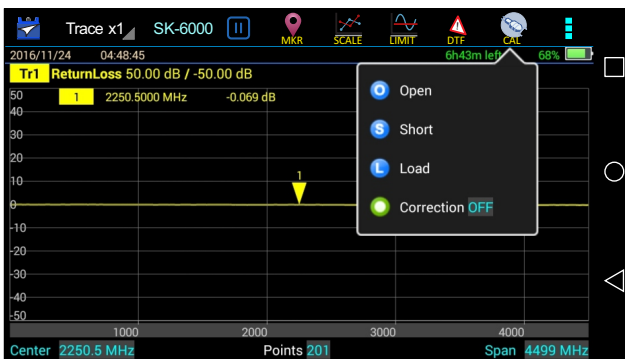 Trace x1 SK-6000 MKR SCALE LIMIT DTF CAL
2016/11/24 04:48:45 6h43m left 68%
Tr1 ReturnLoss 50.00 dB / -50.00 dB
50 1 2250.5000 MHz -0.069 dB
O Open
40
30
S Short
20
L Load
10
1
Correction OFF
0
-10
-20
-30
-40
-50
1000 2000 3000 4000
Center 2250.5 MHz Points 201 Span 4499 MHz